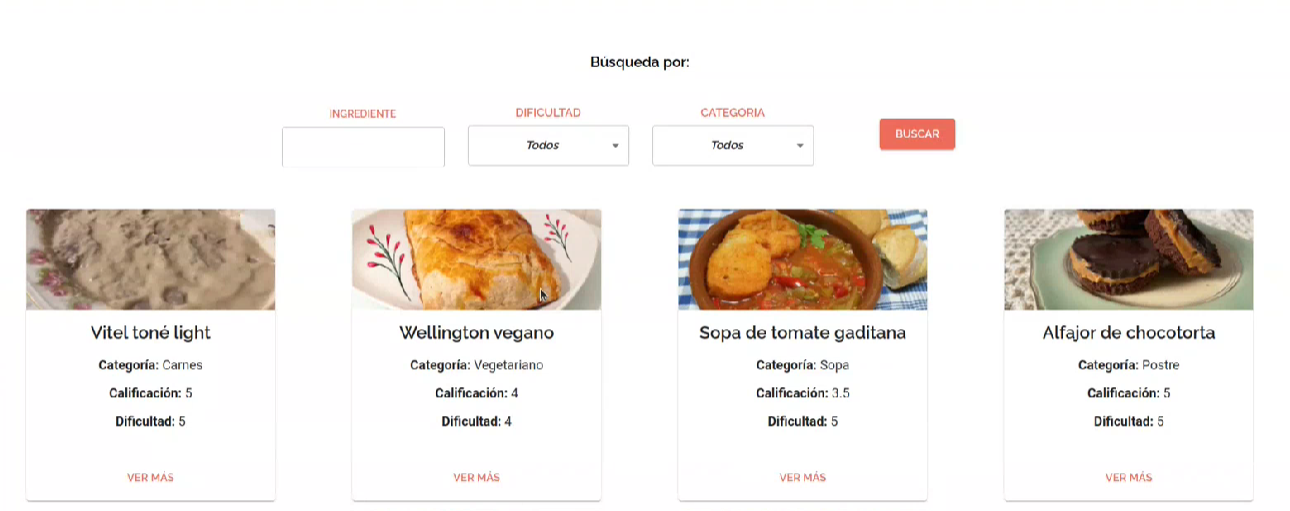 Búsqueda por:
INGREDIENTE DIFICULTAD CATEGORIA
Todos Todos BUSCAR
Vitel toné light
Categoría: Carnes
Calificación: 5
Dificultad: 5
VER MÁS
Wellington vegano
Categoría: Vegetariano
Calificación: 4
Dificultad: 4
VER MÁS
Sopa de tomate gaditana
Categoría: Sopa
Calificación: 3.5
Dificultad: 5
VER MÁS
Alfajor de chocotorta
Categoría: Postre
Calificación: 5
Dificultad: 5
VER MÁS